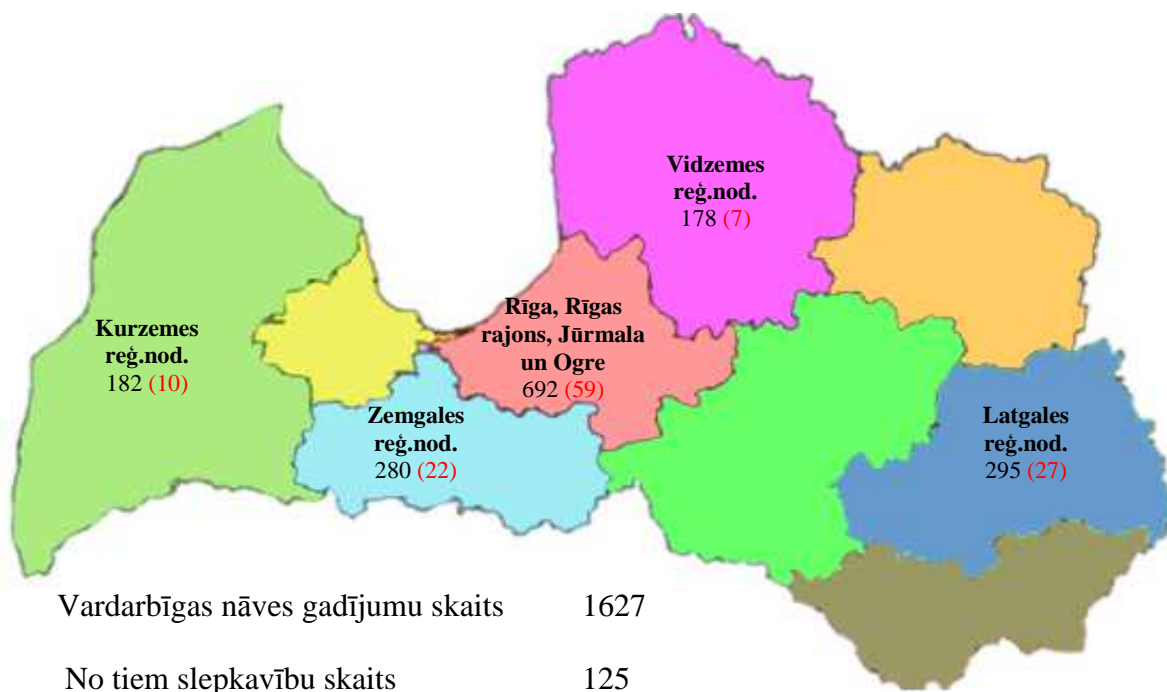 Vidzemes
reģ.nod.
178 (7)
Rīga, Rīgas
rajons, Jūrmala
un Ogre
692 (59)
Kurzemes
reģ.nod.
182 (10)
Zemgales
reģ.nod.
280 (22)
Latgales
reģ.nod.
295 (27)
Vardarbīgas nāves gadījumu skaits 1627
No tiem slepkavību skaits 125